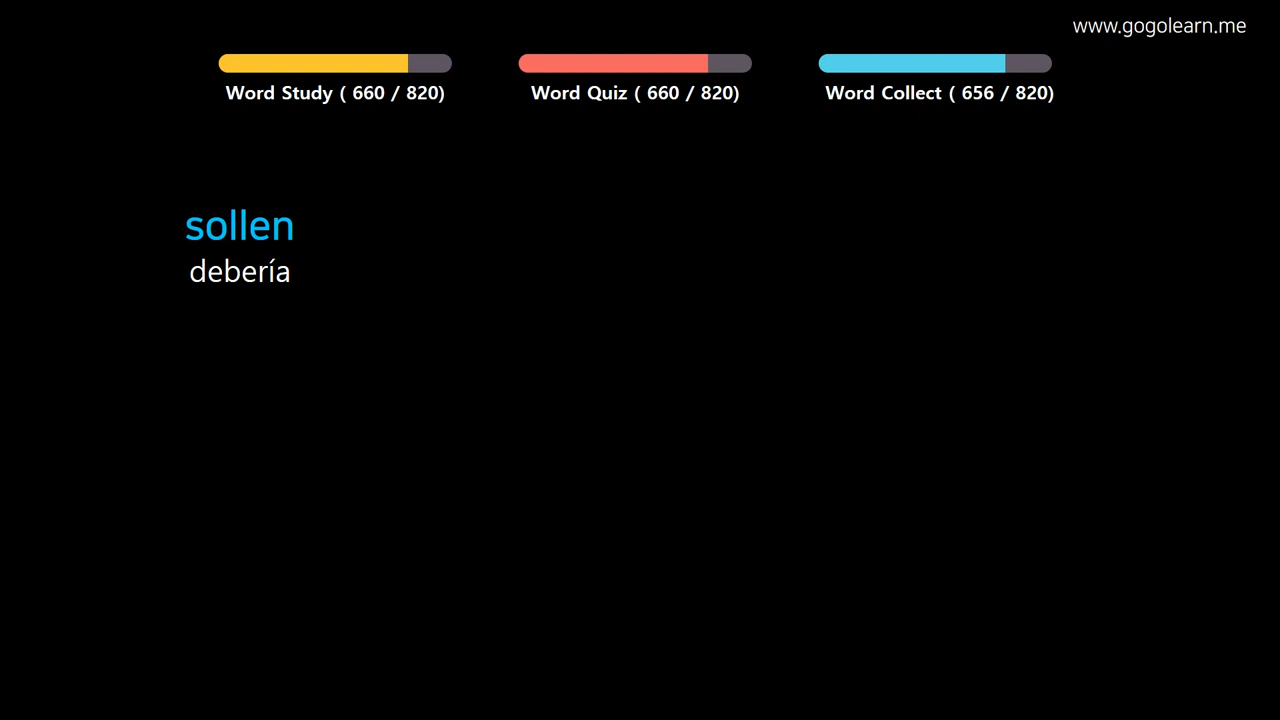 www.gogolearn.me
Word Study ( 660 / 820)
Word Quiz ( 660 / 820)
Word Collect ( 656 / 820)
sollen
debería